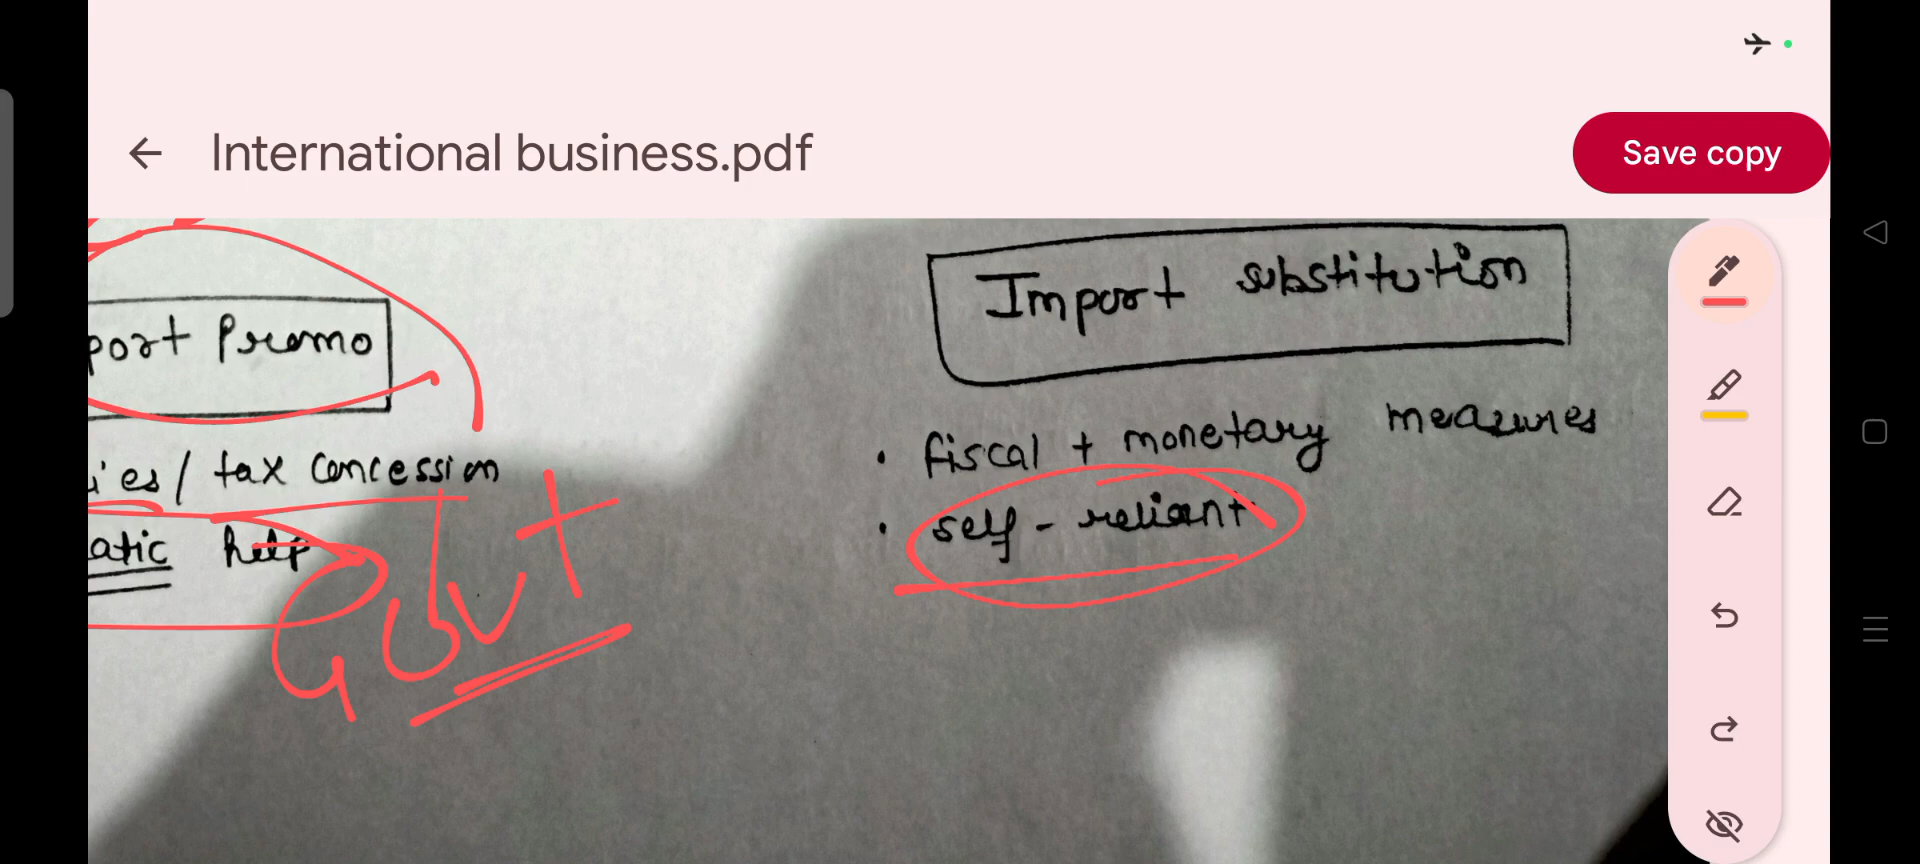 International business.pdf
Save copy
port Promo
ies / tax concession
atic help
Govt
Import substitution
• fiscal + monetary measures
• self-reliant